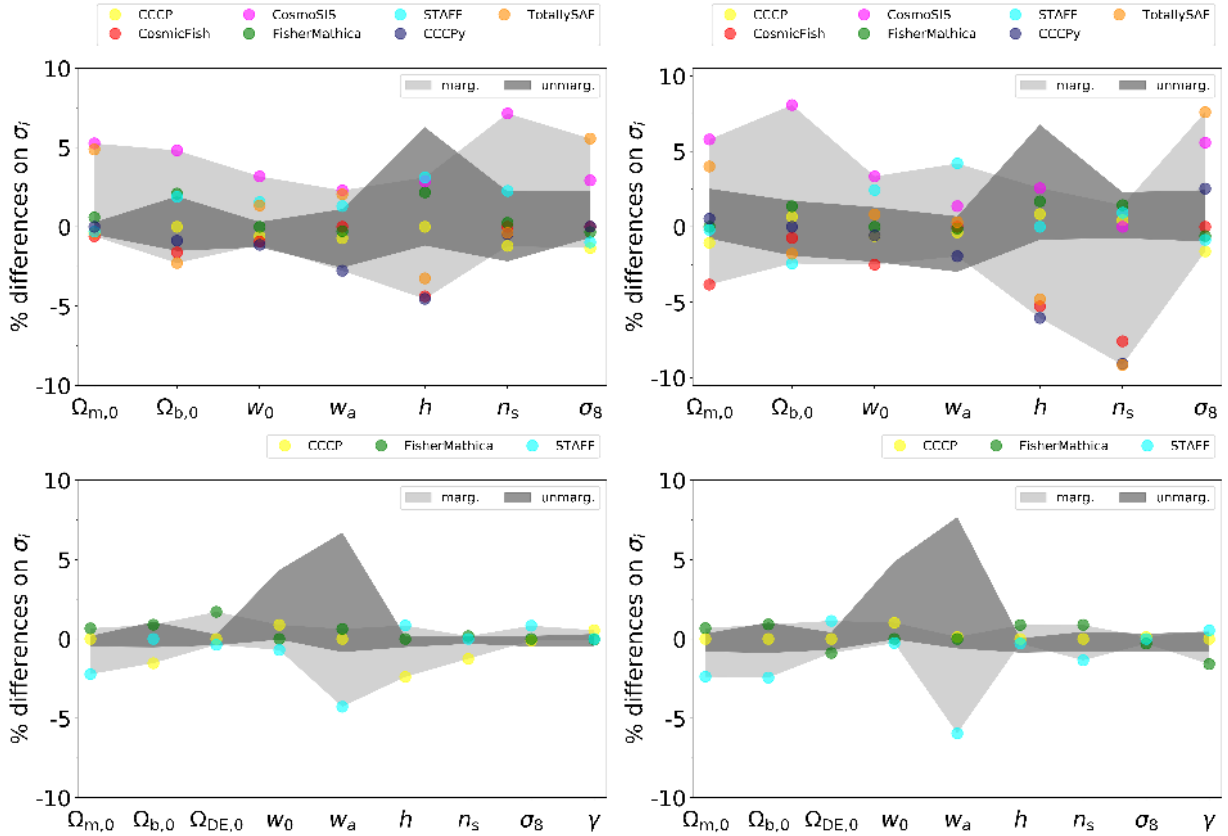 CCCP CosmoSIS STAFF TotallySAF
CosmicFish FisherMathica CCCPy
marg. unmarg.
% differences on σᵢ
10
5
0
-5
-10
Ωm,0 Ωb,0 w0 wa h ns σ8
CCCP CosmoSIS STAFF TotallySAF
CosmicFish FisherMathica CCCPy
marg. unmarg.
% differences on σᵢ
10
5
0
-5
-10
Ωm,0 Ωb,0 w0 wa h ns σ8
CCCP FisherMathica STAFF
marg. unmarg.
% differences on σᵢ
10
5
0
-5
-10
Ωm,0 Ωb,0 ΩDE,0 w0 wa h ns σ8 γ
CCCP FisherMathica STAFF
marg. unmarg.
% differences on σᵢ
10
5
0
-5
-10
Ωm,0 Ωb,0 ΩDE,0 w0 wa h ns σ8 γ